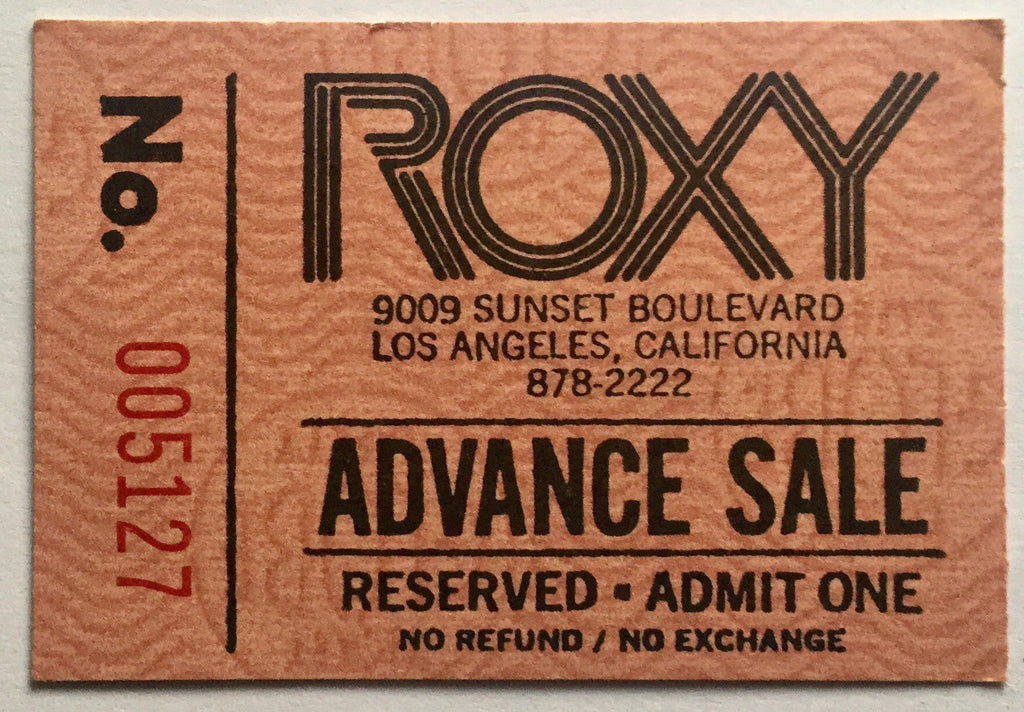 No. 005127
ROXY
9009 SUNSET BOULEVARD
LOS ANGELES, CALIFORNIA
878-2222
ADVANCE SALE
RESERVED ▪ ADMIT ONE
NO REFUND / NO EXCHANGE